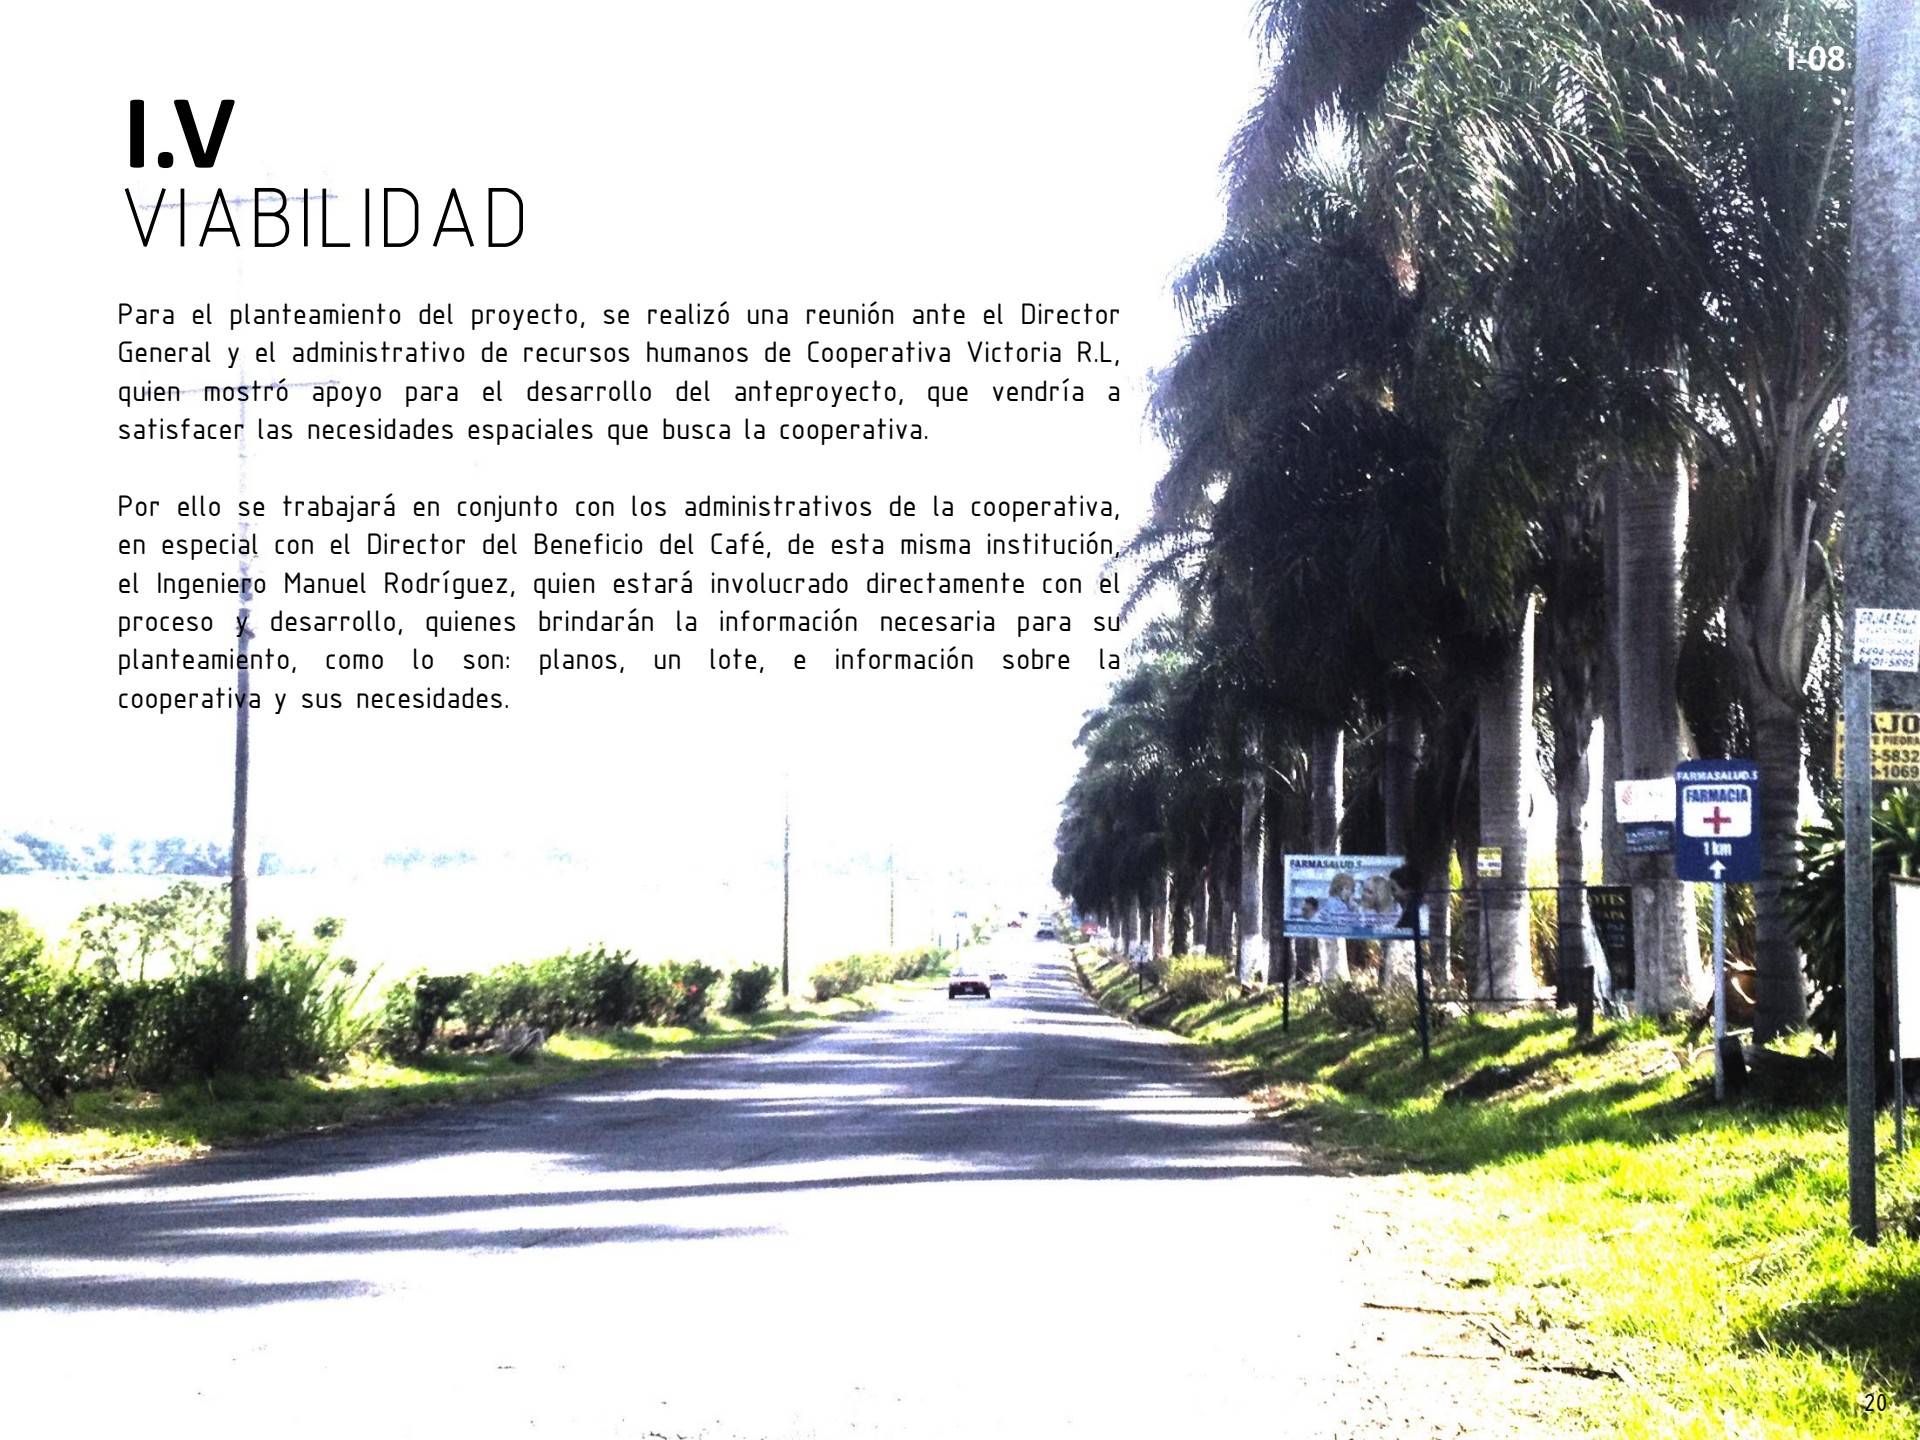 I-08
I.V
VIABILIDAD
Para el planteamiento del proyecto, se realizó una reunión ante el Director
General y el administrativo de recursos humanos de Cooperativa Victoria R.L,
quien mostró apoyo para el desarrollo del anteproyecto, que vendría a
satisfacer las necesidades espaciales que busca la cooperativa.
Por ello se trabajará en conjunto con los administrativos de la cooperativa,
en especial con el Director del Beneficio del Café, de esta misma institución,
el Ingeniero Manuel Rodríguez, quien estará involucrado directamente con el
proceso y desarrollo, quienes brindarán la información necesaria para su
planteamiento, como lo son: planos, un lote, e información sobre la
cooperativa y sus necesidades.
FARMASALUD.S
FARMACIA
1 km
FARMASALUD.S
20